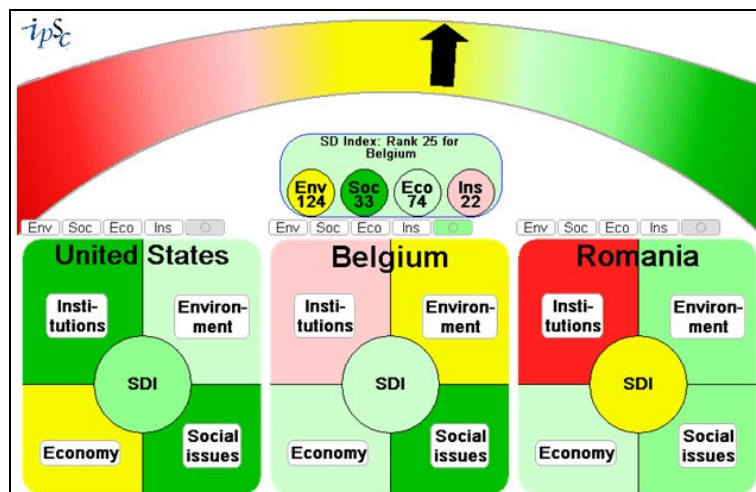 ipSc
SD Index: Rank 25 for
Belgium
Env
124
Soc
33
Eco
74
Ins
22
Env Soc Eco Ins
Env Soc Eco Ins
Env Soc Eco Ins
United States
Insti-
tutions
Environ-
ment
SDI
Economy
Social
issues
Belgium
Insti-
tutions
Environ-
ment
SDI
Economy
Social
issues
Romania
Insti-
tutions
Environ-
ment
SDI
Economy
Social
issues